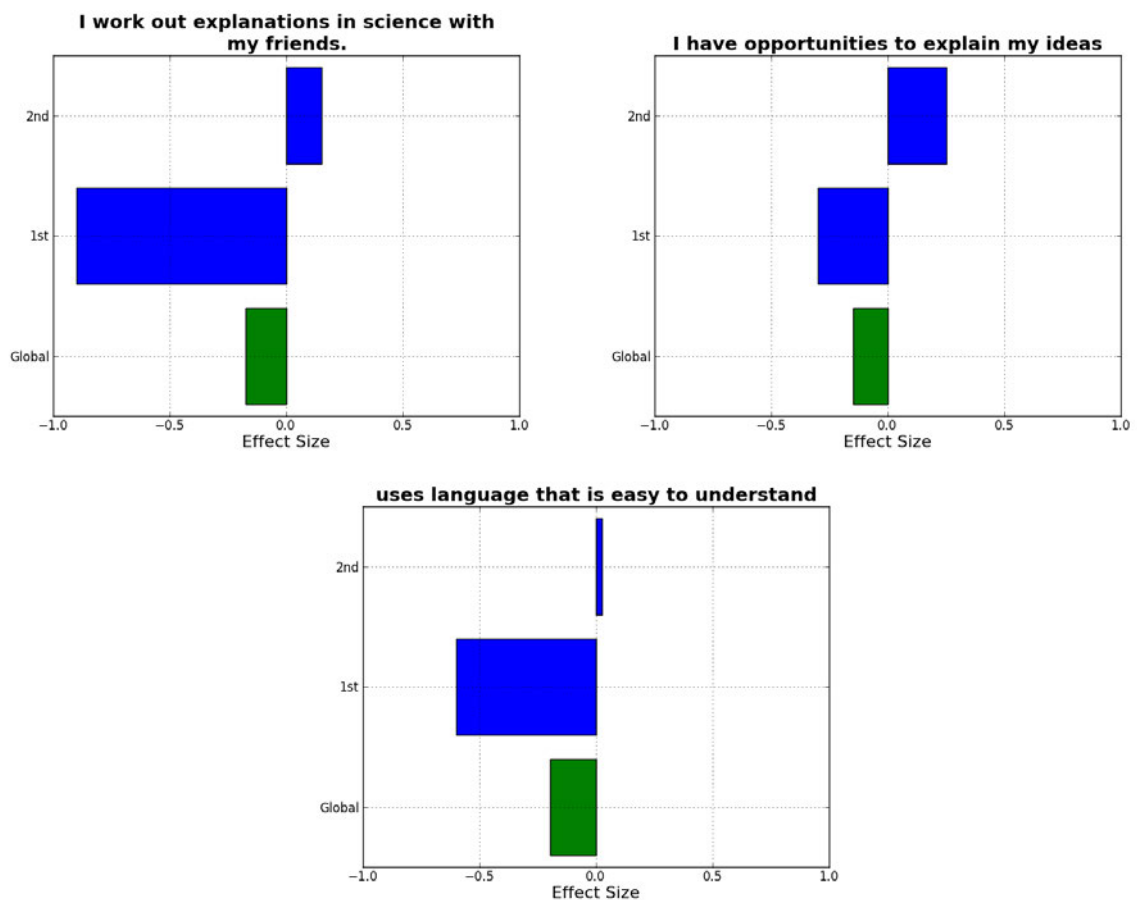 I work out explanations in science with
my friends.
2nd
1st
Global
−1.0 −0.5 0.0 0.5 1.0
Effect Size
I have opportunities to explain my ideas
2nd
1st
Global
−1.0 −0.5 0.0 0.5 1.0
Effect Size
uses language that is easy to understand
2nd
1st
Global
−1.0 −0.5 0.0 0.5 1.0
Effect Size